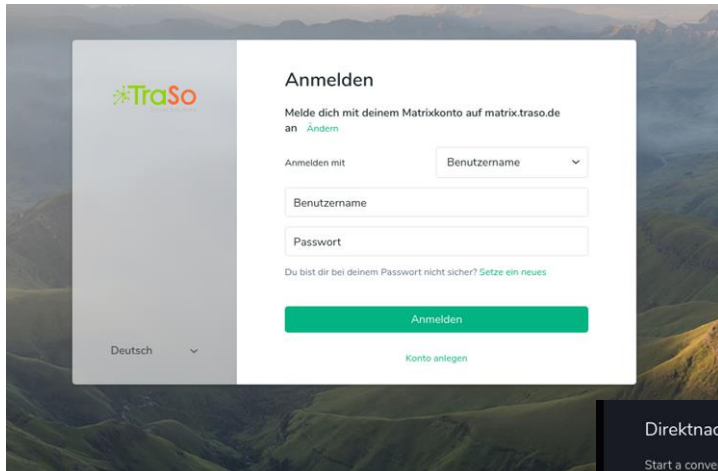 TraSo
Anmelden
Melde dich mit deinem Matrixkonto auf matrix.traso.de
an Ändern
Anmelden mit Benutzername
Benutzername
Passwort
Du bist dir bei deinem Passwort nicht sicher? Setze ein neues
Anmelden
Deutsch
Konto anlegen
Start a